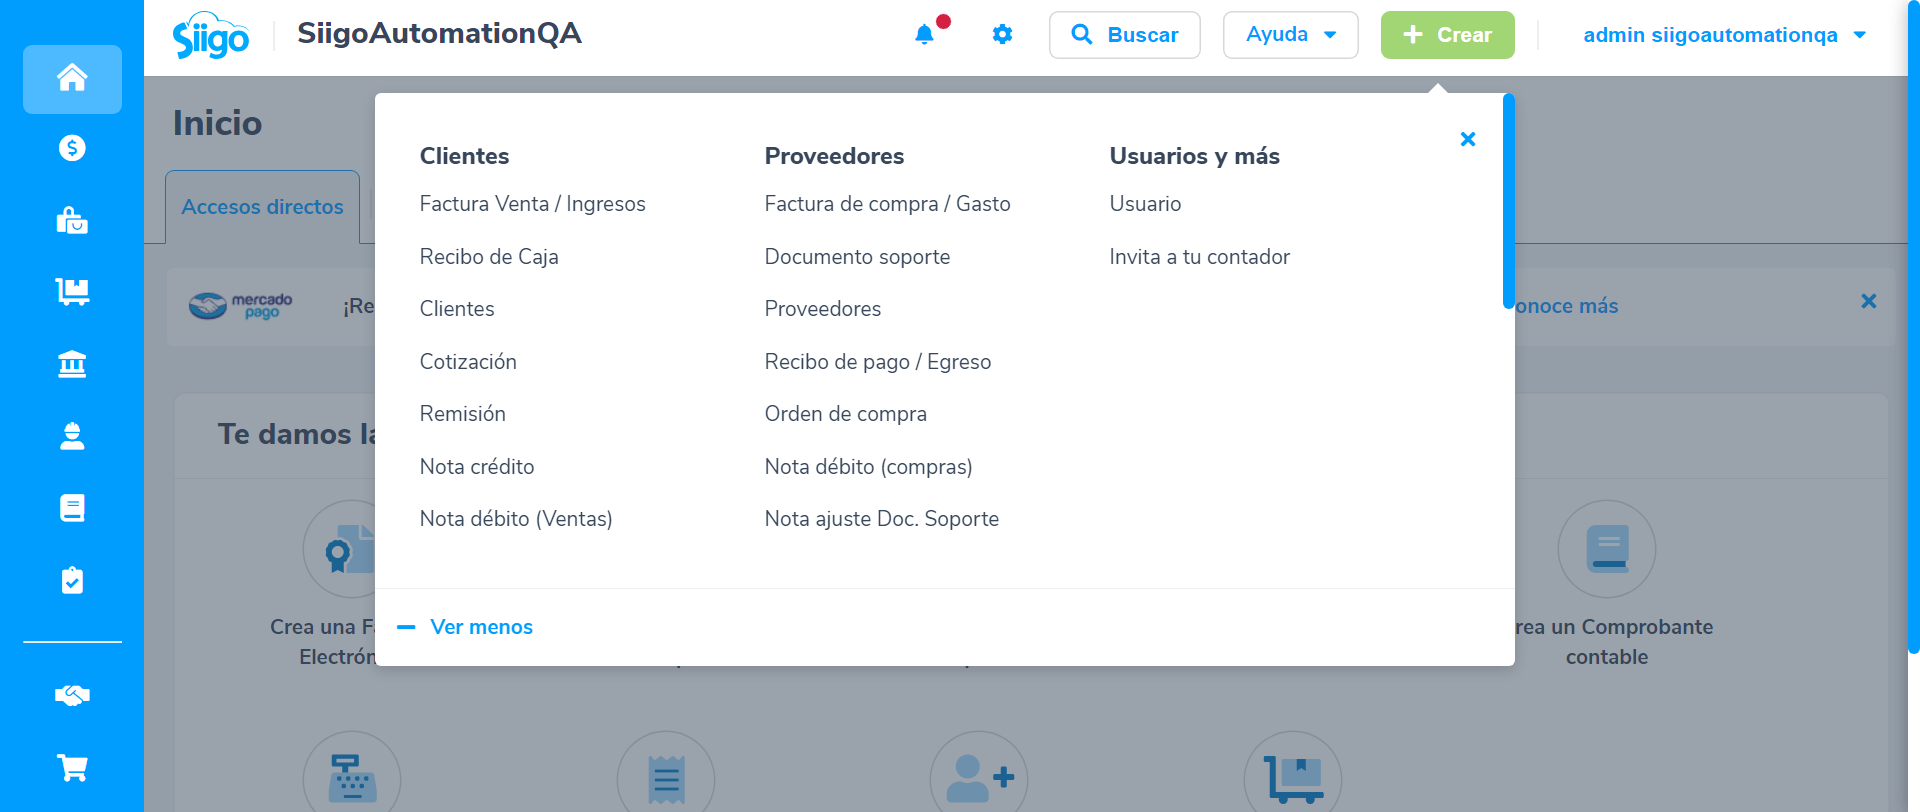 Siigo
SiigoAutomationQA
Buscar
Ayuda
Crear
admin siigoautomationqa
Inicio
Accesos directos
mercado
pago
¡Re
onoce más
Clientes
Factura Venta / Ingresos
Recibo de Caja
Clientes
Cotización
Remisión
Nota crédito
Nota débito (Ventas)
Proveedores
Factura de compra / Gasto
Documento soporte
Proveedores
Recibo de pago / Egreso
Orden de compra
Nota débito (compras)
Nota ajuste Doc. Soporte
Usuarios y más
Usuario
Invita a tu contador
Ver menos
Te damos la
Crea una F
Electrón
rea un Comprobante
contable